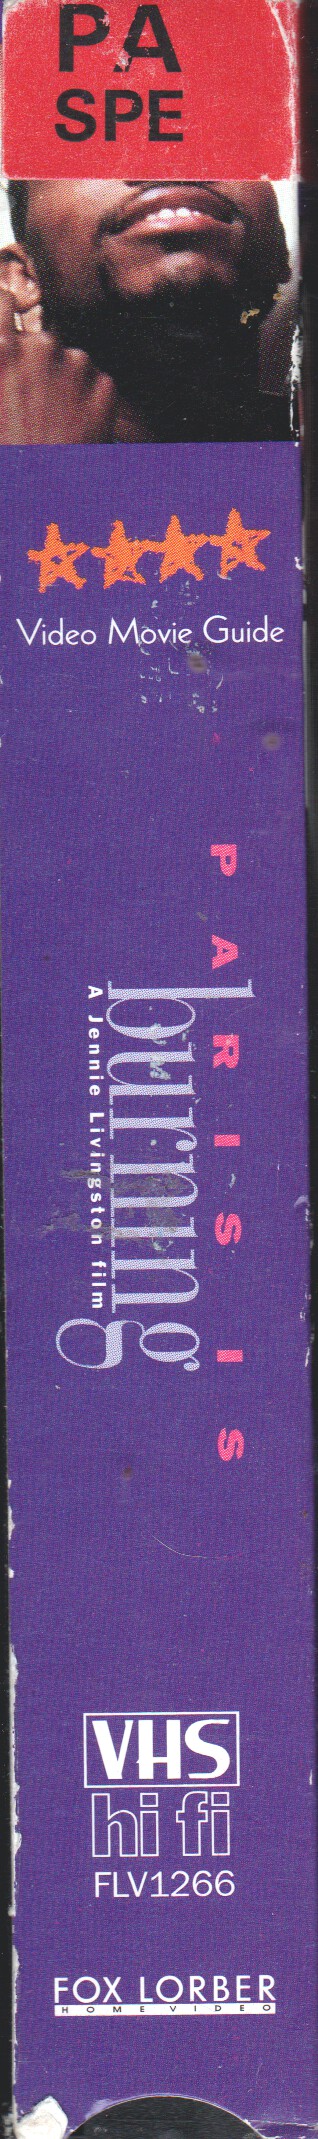 PA
SPE
Video Movie Guide
PARIS IS
burning
A Jennie Livingston film
VHS
hi fi
FLV1266
FOX LORBER
HOME VIDEO